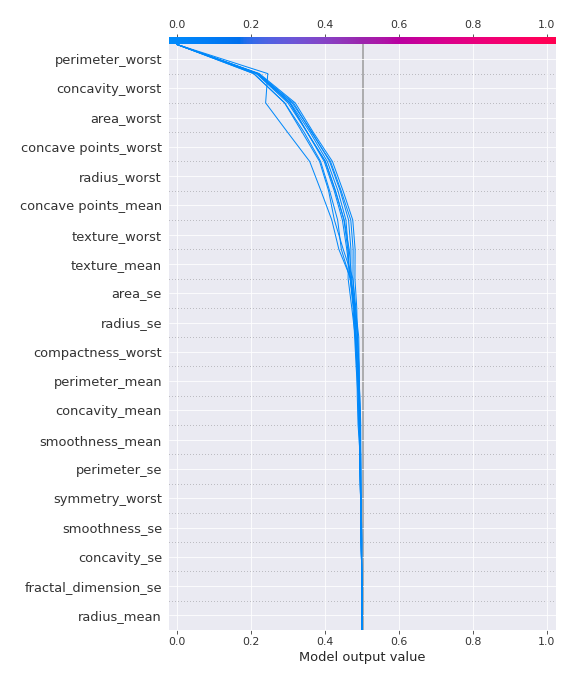 0.0 0.2 0.4 0.6 0.8 1.0
perimeter_worst
concavity_worst
area_worst
concave points_worst
radius_worst
concave points_mean
texture_worst
texture_mean
area_se
radius_se
compactness_worst
perimeter_mean
concavity_mean
smoothness_mean
perimeter_se
symmetry_worst
smoothness_se
concavity_se
fractal_dimension_se
radius_mean
0.0 0.2 0.4 0.6 0.8 1.0
Model output value